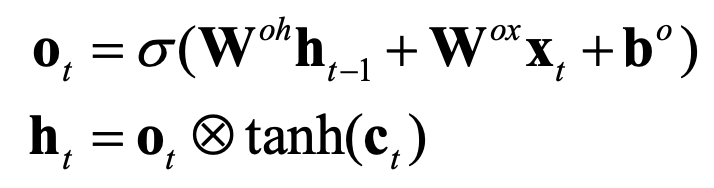 𝐨_t = σ(𝐖^{oh}𝐡_{t−1} + 𝐖^{ox}𝐱_t + 𝐛^o)
𝐡_t = 𝐨_t ⊗ tanh(𝐜_t)